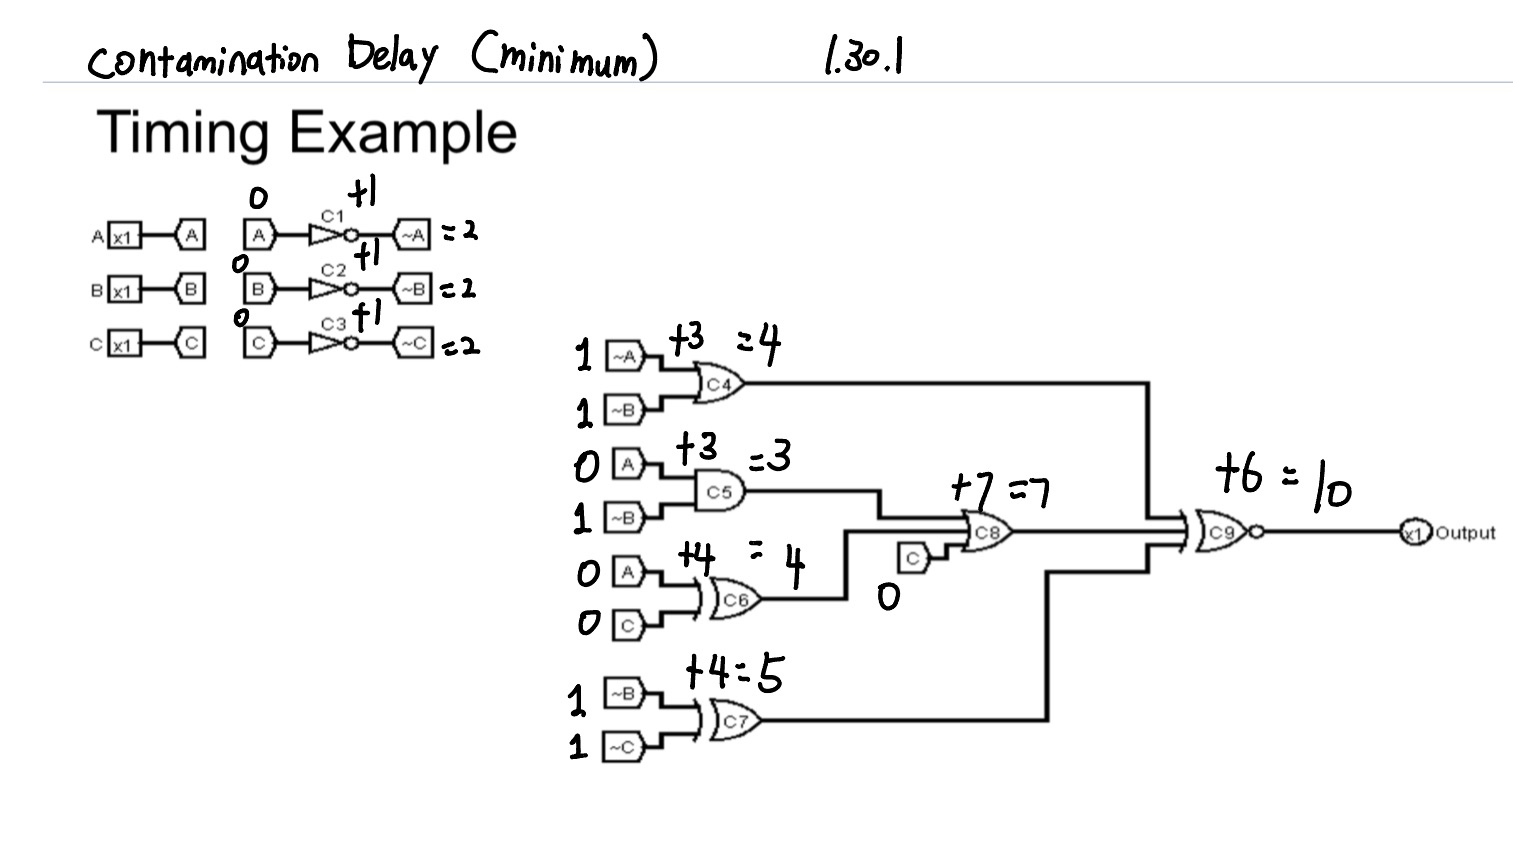 Contamination Delay (minimum) 1.30.1
Timing Example
0 +1
A x1 A A C1 ~A =2
0 +1
B x1 B B C2 ~B =2
0 +1
C x1 C C C3 ~C =2
1 ~A +3 =4
C4
1 ~B
0 A +3 =3
C5
1 ~B
+7 =7
C8
C
0
+6 = 10
C9 x1 Output
0 A +4 = 4
C6
0 C
1 ~B +4=5
C7
1 ~C